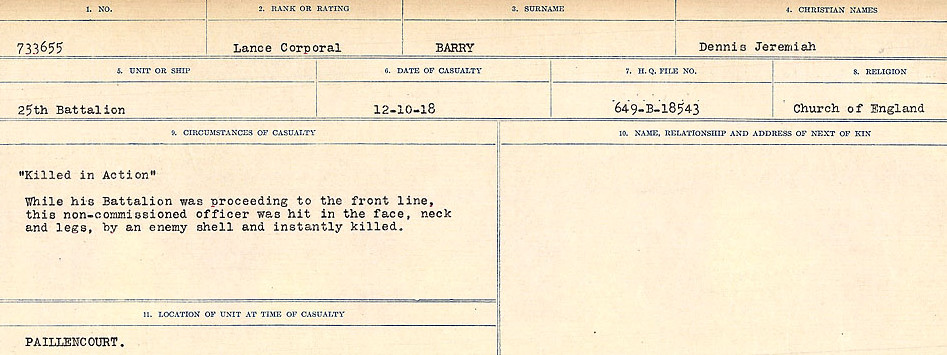 1. NO. 2. RANK OR RATING 3. SURNAME 4. CHRISTIAN NAMES
733655 Lance Corporal BARRY Dennis Jeremiah
5. UNIT OR SHIP 6. DATE OF CASUALTY 7. H. Q. FILE NO. 8. RELIGION
25th Battalion 12-10-18 649-B-18543 Church of England
9. CIRCUMSTANCES OF CASUALTY 10. NAME, RELATIONSHIP AND ADDRESS OF NEXT OF KIN
"Killed in Action"
While his Battalion was proceeding to the front line,
this non-commissioned officer was hit in the face, neck
and legs, by an enemy shell and instantly killed.
11. LOCATION OF UNIT AT TIME OF CASUALTY
PAILLENCOURT.